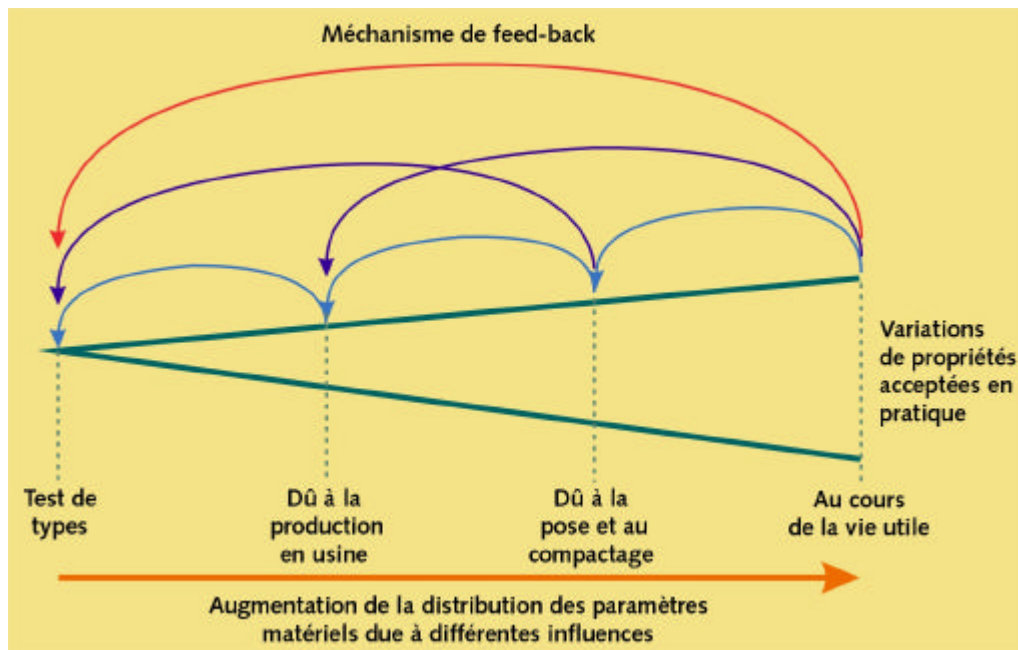 Méchanisme de feed-back
Variations
de propriétés
acceptées en
pratique
Test de
types
Dû à la
production
en usine
Dû à la
pose et au
compactage
Au cours
de la vie utile
Augmentation de la distribution des paramètres
matériels due à différentes influences